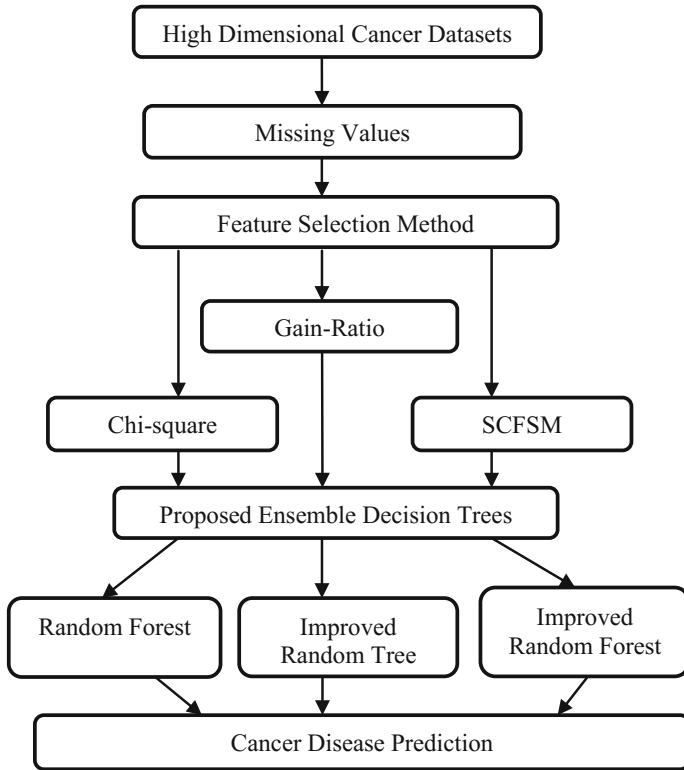 High Dimensional Cancer Datasets
Missing Values
Feature Selection Method
Gain-Ratio
Chi-square
SCFSM
Proposed Ensemble Decision Trees
Random Forest
Improved
Random Tree
Improved
Random Forest
Cancer Disease Prediction